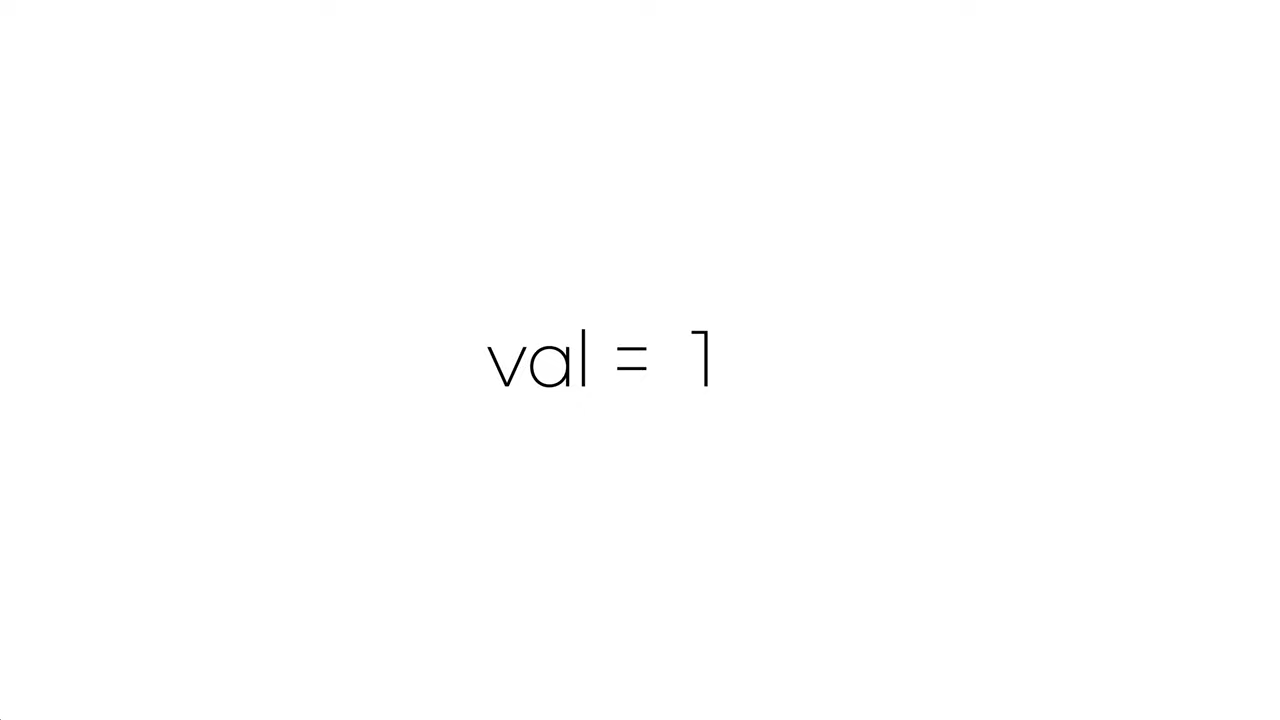 val = 1